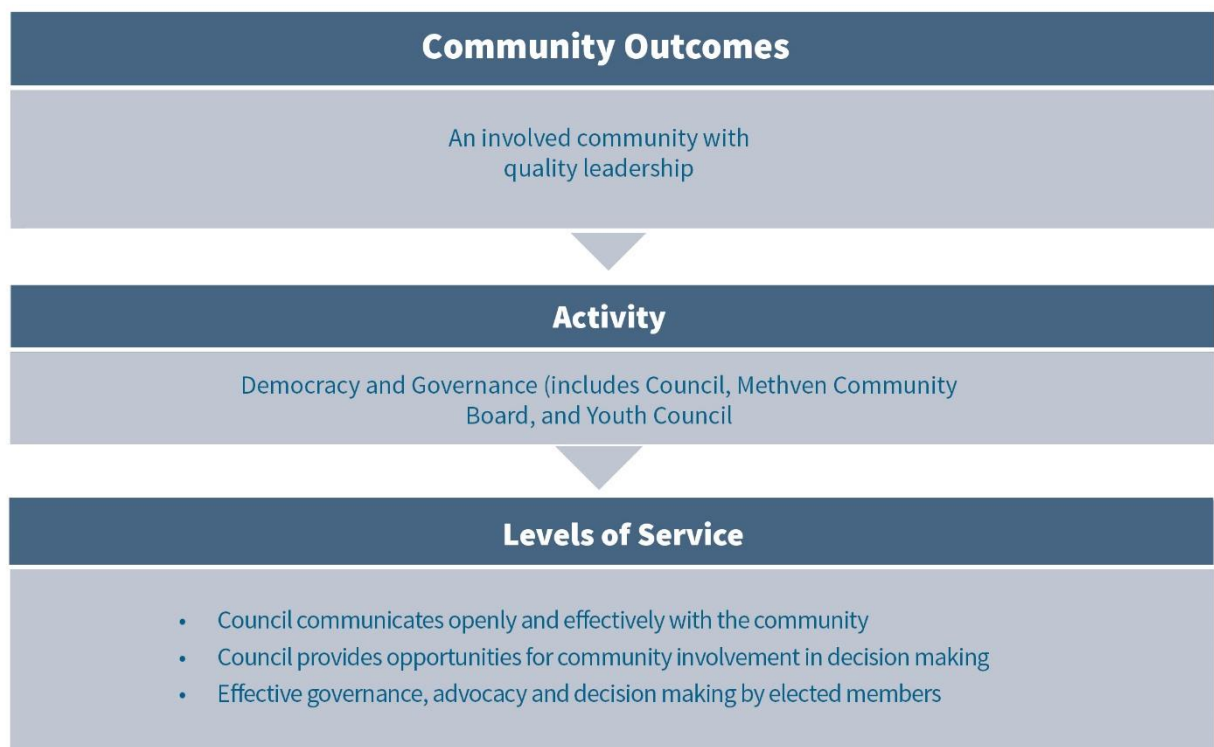 Community Outcomes
An involved community with
quality leadership
Activity
Democracy and Governance (includes Council, Methven Community
Board, and Youth Council
Levels of Service
• Council communicates openly and effectively with the community
• Council provides opportunities for community involvement in decision making
• Effective governance, advocacy and decision making by elected members